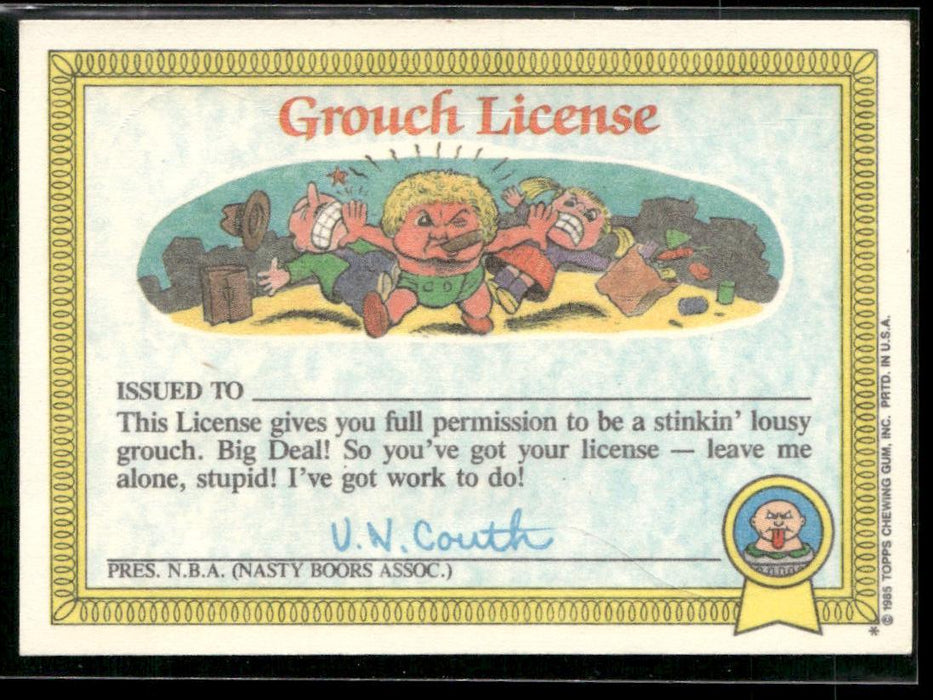 Grouch License
ISSUED TO
This License gives you full permission to be a stinkin' lousy
grouch. Big Deal! So you've got your license — leave me
alone, stupid! I've got work to do!
U.N. Couth
PRES. N.B.A. (NASTY BOORS ASSOC.)
* © 1985 TOPPS CHEWING GUM, INC. PRTD. IN U.S.A.